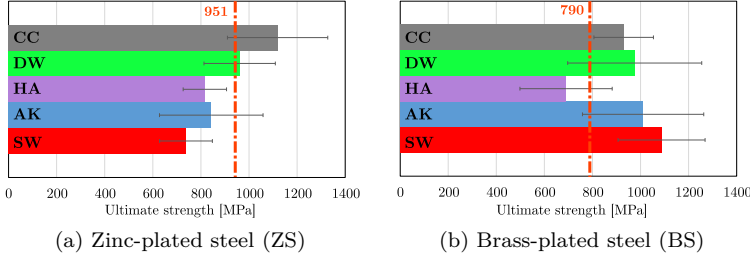 951
CC
DW
HA
AK
SW
0 200 400 600 800 1000 1200 1400
Ultimate strength [MPa]
(a) Zinc-plated steel (ZS)
790
CC
DW
HA
AK
SW
0 200 400 600 800 1000 1200 1400
Ultimate strength [MPa]
(b) Brass-plated steel (BS)